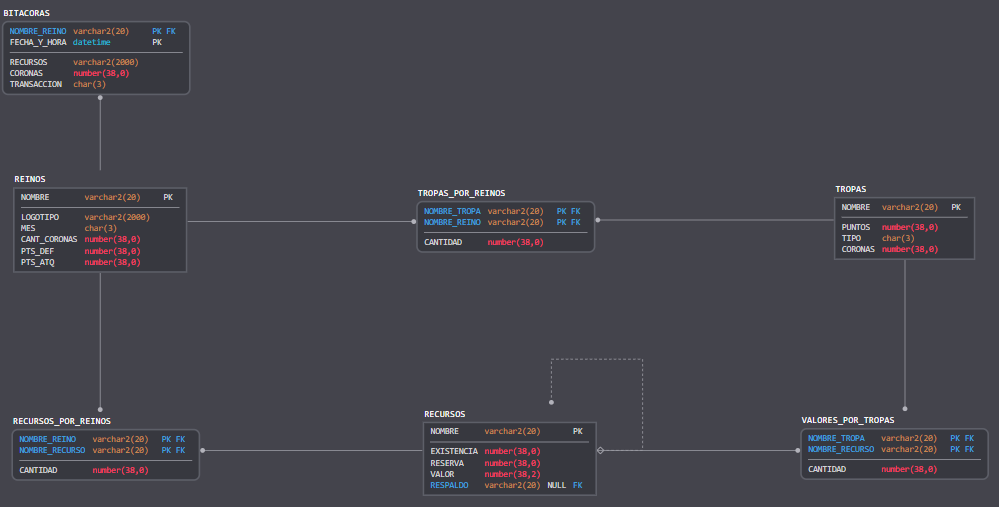 BITACORAS
NOMBRE_REINO varchar2(20) PK FK
FECHA_Y_HORA datetime PK
RECURSOS varchar2(2000)
CORONAS number(38,0)
TRANSACCION char(3)
REINOS
NOMBRE varchar2(20) PK
LOGOTIPO varchar2(2000)
MES char(3)
CANT_CORONAS number(38,0)
PTS_DEF number(38,0)
PTS_ATQ number(38,0)
TROPAS_POR_REINOS
NOMBRE_TROPA varchar2(20) PK FK
NOMBRE_REINO varchar2(20) PK FK
CANTIDAD number(38,0)
TROPAS
NOMBRE varchar2(20) PK
PUNTOS number(38,0)
TIPO char(3)
CORONAS number(38,0)
RECURSOS_POR_REINOS
NOMBRE_REINO varchar2(20) PK FK
NOMBRE_RECURSO varchar2(20) PK FK
CANTIDAD number(38,0)
RECURSOS
NOMBRE varchar2(20) PK
EXISTENCIA number(38,0)
RESERVA number(38,0)
VALOR number(38,2)
RESPALDO varchar2(20) NULL FK
VALORES_POR_TROPAS
NOMBRE_TROPA varchar2(20) PK FK
NOMBRE_RECURSO varchar2(20) PK FK
CANTIDAD number(38,0)